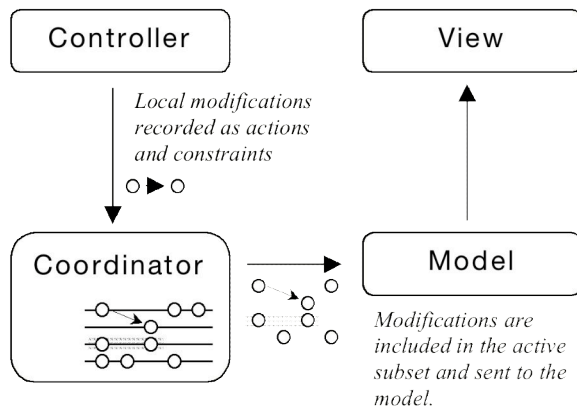 Controller
View
Local modifications
recorded as actions
and constraints
Coordinator
Model
Modifications are
included in the active
subset and sent to the
model.